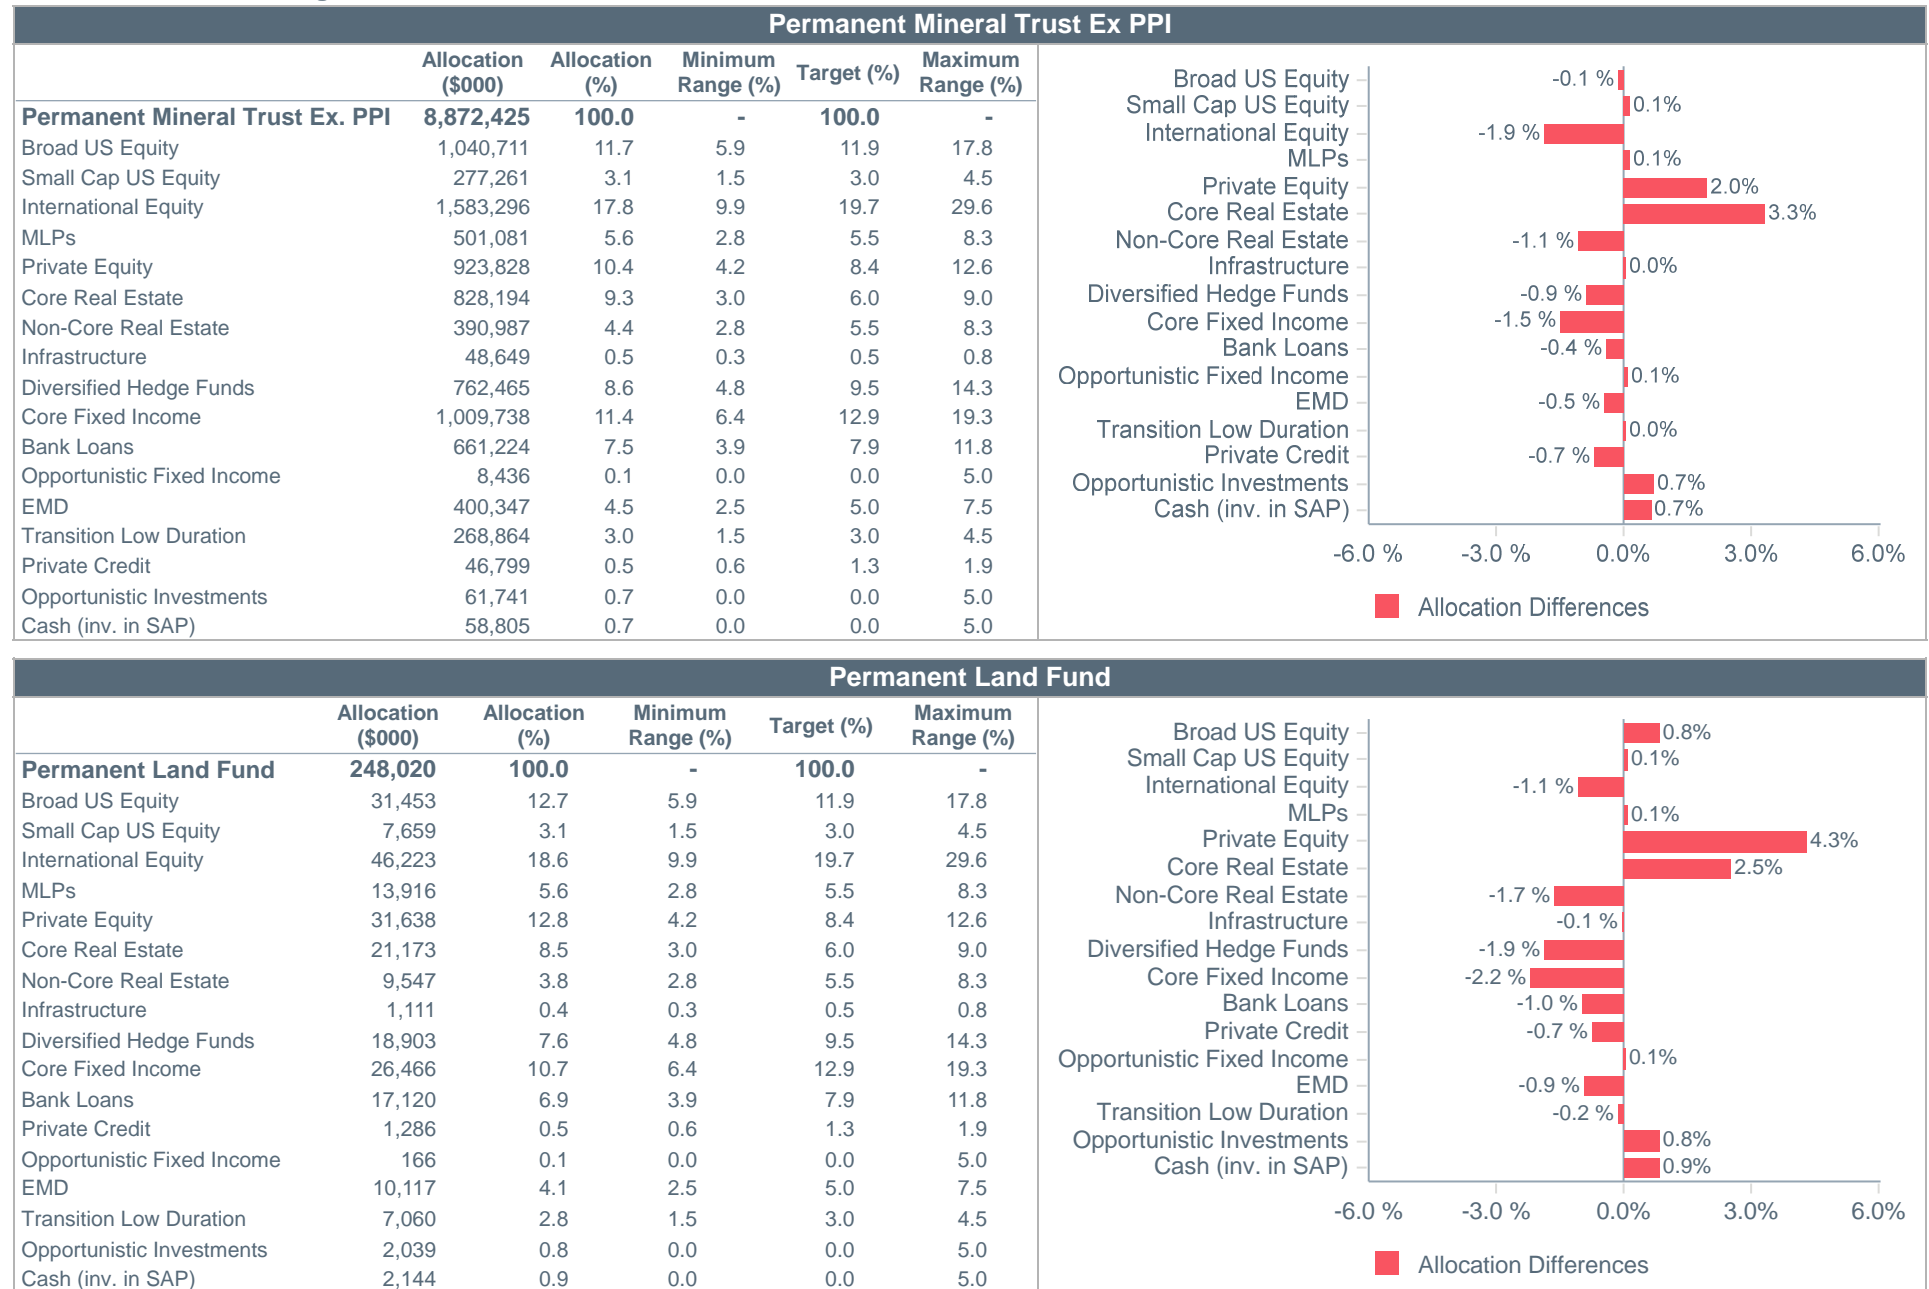 Permanent Mineral Trust Ex PPI
Allocation ($000) Allocation (%) Minimum Range (%) Target (%) Maximum Range (%)
Permanent Mineral Trust Ex. PPI 8,872,425 100.0 - 100.0 -
Broad US Equity 1,040,711 11.7 5.9 11.9 17.8
Small Cap US Equity 277,261 3.1 1.5 3.0 4.5
International Equity 1,583,296 17.8 9.9 19.7 29.6
MLPs 501,081 5.6 2.8 5.5 8.3
Private Equity 923,828 10.4 4.2 8.4 12.6
Core Real Estate 828,194 9.3 3.0 6.0 9.0
Non-Core Real Estate 390,987 4.4 2.8 5.5 8.3
Infrastructure 48,649 0.5 0.3 0.5 0.8
Diversified Hedge Funds 762,465 8.6 4.8 9.5 14.3
Core Fixed Income 1,009,738 11.4 6.4 12.9 19.3
Bank Loans 661,224 7.5 3.9 7.9 11.8
Opportunistic Fixed Income 8,436 0.1 0.0 0.0 5.0
EMD 400,347 4.5 2.5 5.0 7.5
Transition Low Duration 268,864 3.0 1.5 3.0 4.5
Private Credit 46,799 0.5 0.6 1.3 1.9
Opportunistic Investments 61,741 0.7 0.0 0.0 5.0
Cash (inv. in SAP) 58,805 0.7 0.0 0.0 5.0
Broad US Equity -0.1 %
Small Cap US Equity 0.1%
International Equity -1.9 %
MLPs 0.1%
Private Equity 2.0%
Core Real Estate 3.3%
Non-Core Real Estate -1.1 %
Infrastructure 0.0%
Diversified Hedge Funds -0.9 %
Core Fixed Income -1.5 %
Bank Loans -0.4 %
Opportunistic Fixed Income 0.1%
EMD -0.5 %
Transition Low Duration 0.0%
Private Credit -0.7 %
Opportunistic Investments 0.7%
Cash (inv. in SAP) 0.7%
-6.0 % -3.0 % 0.0% 3.0% 6.0%
Allocation Differences
Permanent Land Fund
Allocation ($000) Allocation (%) Minimum Range (%) Target (%) Maximum Range (%)
Permanent Land Fund 248,020 100.0 - 100.0 -
Broad US Equity 31,453 12.7 5.9 11.9 17.8
Small Cap US Equity 7,659 3.1 1.5 3.0 4.5
International Equity 46,223 18.6 9.9 19.7 29.6
MLPs 13,916 5.6 2.8 5.5 8.3
Private Equity 31,638 12.8 4.2 8.4 12.6
Core Real Estate 21,173 8.5 3.0 6.0 9.0
Non-Core Real Estate 9,547 3.8 2.8 5.5 8.3
Infrastructure 1,111 0.4 0.3 0.5 0.8
Diversified Hedge Funds 18,903 7.6 4.8 9.5 14.3
Core Fixed Income 26,466 10.7 6.4 12.9 19.3
Bank Loans 17,120 6.9 3.9 7.9 11.8
Private Credit 1,286 0.5 0.6 1.3 1.9
Opportunistic Fixed Income 166 0.1 0.0 0.0 5.0
EMD 10,117 4.1 2.5 5.0 7.5
Transition Low Duration 7,060 2.8 1.5 3.0 4.5
Opportunistic Investments 2,039 0.8 0.0 0.0 5.0
Cash (inv. in SAP) 2,144 0.9 0.0 0.0 5.0
Broad US Equity 0.8%
Small Cap US Equity 0.1%
International Equity -1.1 %
MLPs 0.1%
Private Equity 4.3%
Core Real Estate 2.5%
Non-Core Real Estate -1.7 %
Infrastructure -0.1 %
Diversified Hedge Funds -1.9 %
Core Fixed Income -2.2 %
Bank Loans -1.0 %
Private Credit -0.7 %
Opportunistic Fixed Income 0.1%
EMD -0.9 %
Transition Low Duration -0.2 %
Opportunistic Investments 0.8%
Cash (inv. in SAP) 0.9%
-6.0 % -3.0 % 0.0% 3.0% 6.0%
Allocation Differences